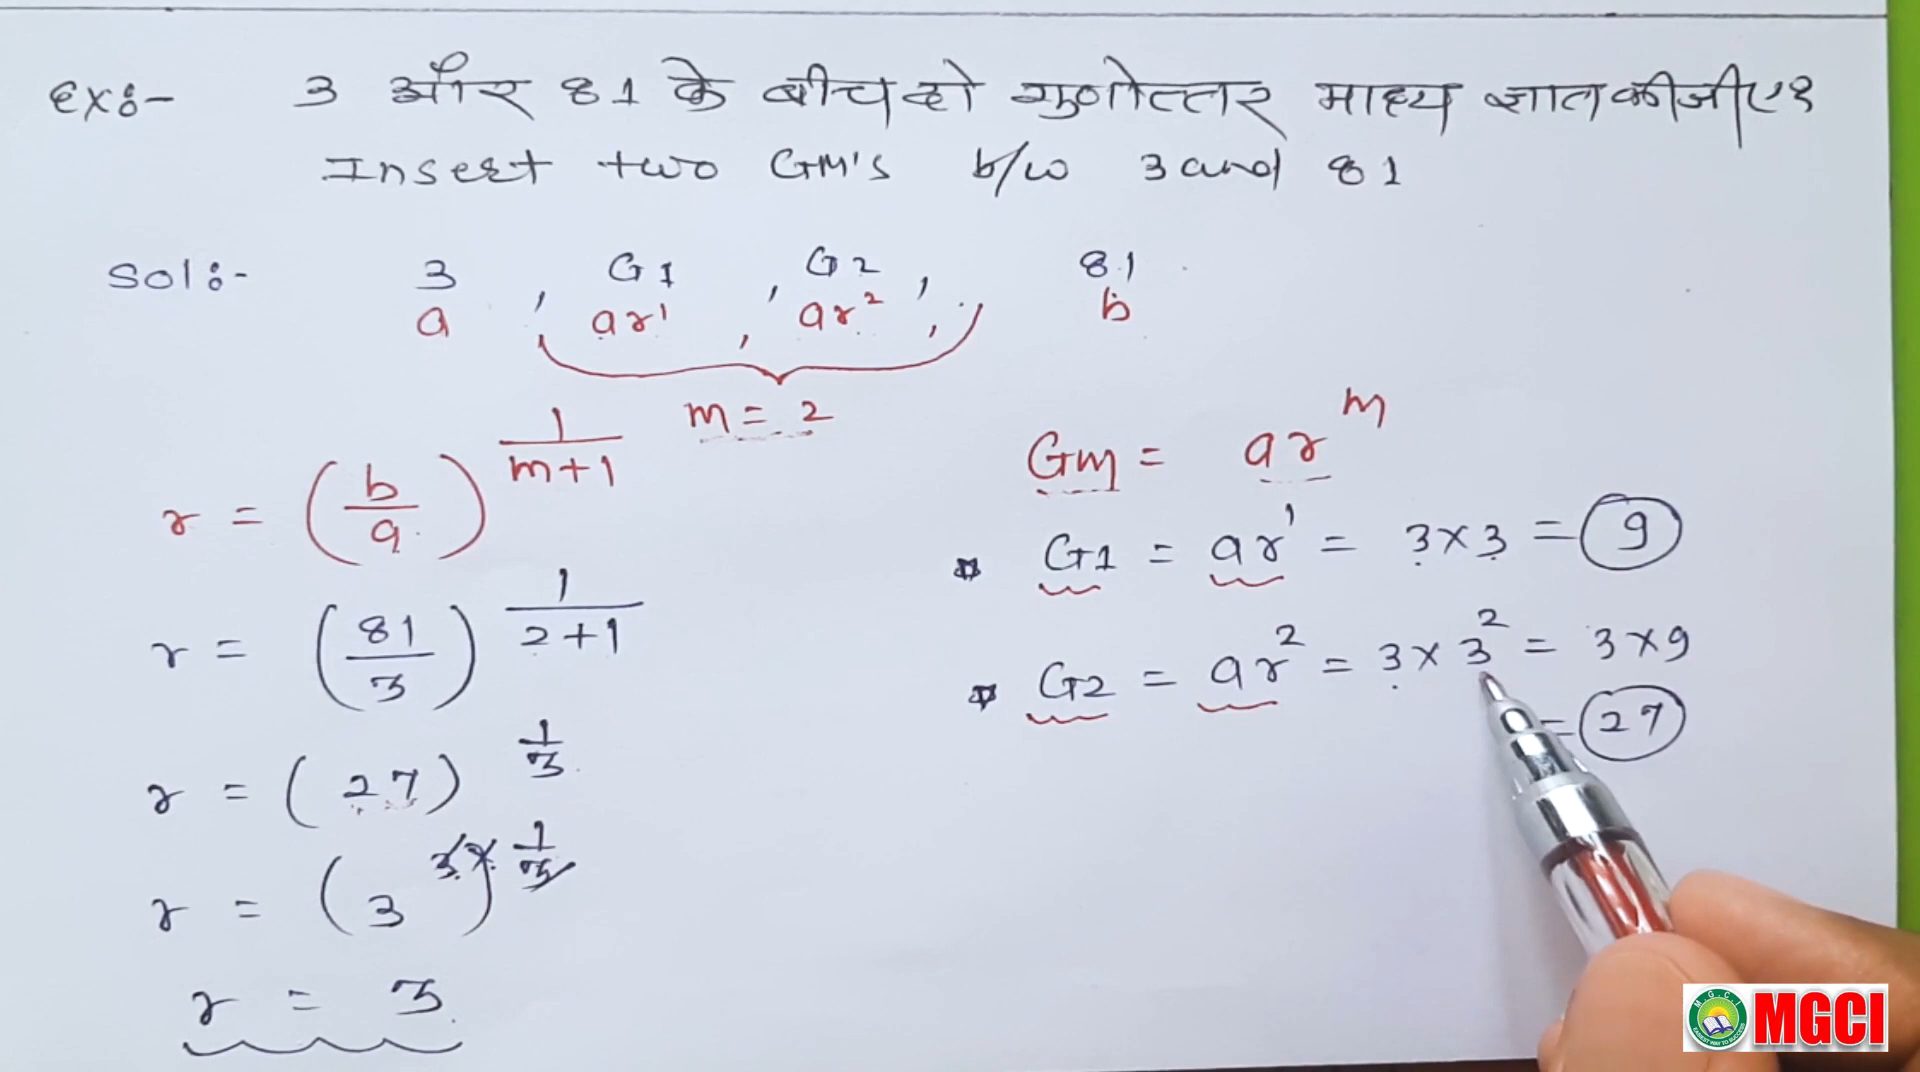 Ex:- 3 और 81 के बीच दो गुणोत्तर माध्य ज्ञात कीजीए?
Insert two GM's b/w 3 and 81
Sol:- 3 , G1 , G2 , 81
a , ar¹ , ar² , b
m = 2
r = (b/a)^(1/(m+1))
r = (81/3)^(1/(2+1))
r = (27)^(1/3)
r = (3^3×)^(1/3)
r = 3
Gm = ar^m
G1 = ar¹ = 3×3 = 9
G2 = ar² = 3×3² = 3×9
= 27
M.G.C.I
MGCI